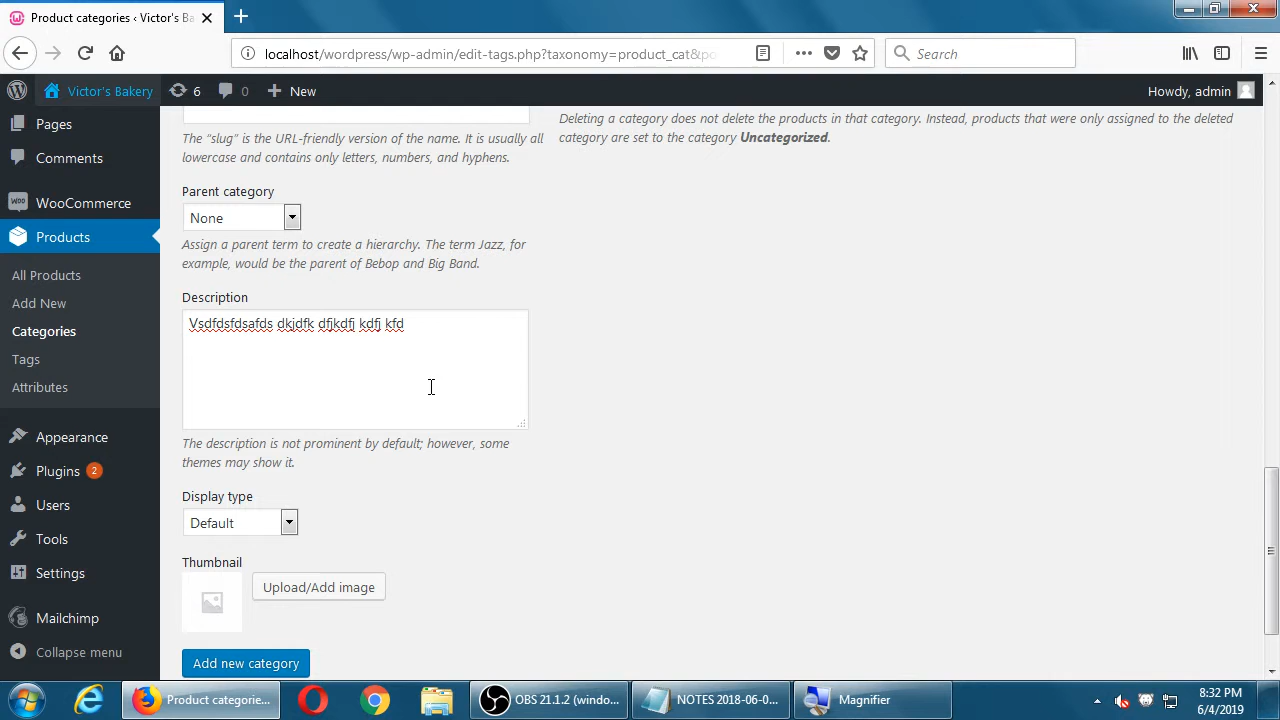 Product categories ‹ Victor's Ba
localhost/wordpress/wp-admin/edit-tags.php?taxonomy=product_cat&po
Search
Victor's Bakery
6
0
New
Howdy, admin
Pages
Comments
WooCommerce
Products
All Products
Add New
Categories
Tags
Attributes
Appearance
Plugins 2
Users
Tools
Settings
Mailchimp
Collapse menu
The “slug” is the URL-friendly version of the name. It is usually all
lowercase and contains only letters, numbers, and hyphens.
Parent category
None
Assign a parent term to create a hierarchy. The term Jazz, for
example, would be the parent of Bebop and Big Band.
Description
Vsdfdsfdsafds dkjdfk dfjkdfj kdfj kfd
The description is not prominent by default; however, some
themes may show it.
Display type
Default
Thumbnail
Upload/Add image
Add new category
Deleting a category does not delete the products in that category. Instead, products that were only assigned to the deleted
category are set to the category Uncategorized.
Product categorie...
OBS 21.1.2 (windo...
NOTES 2018-06-0...
Magnifier
8:32 PM
6/4/2019